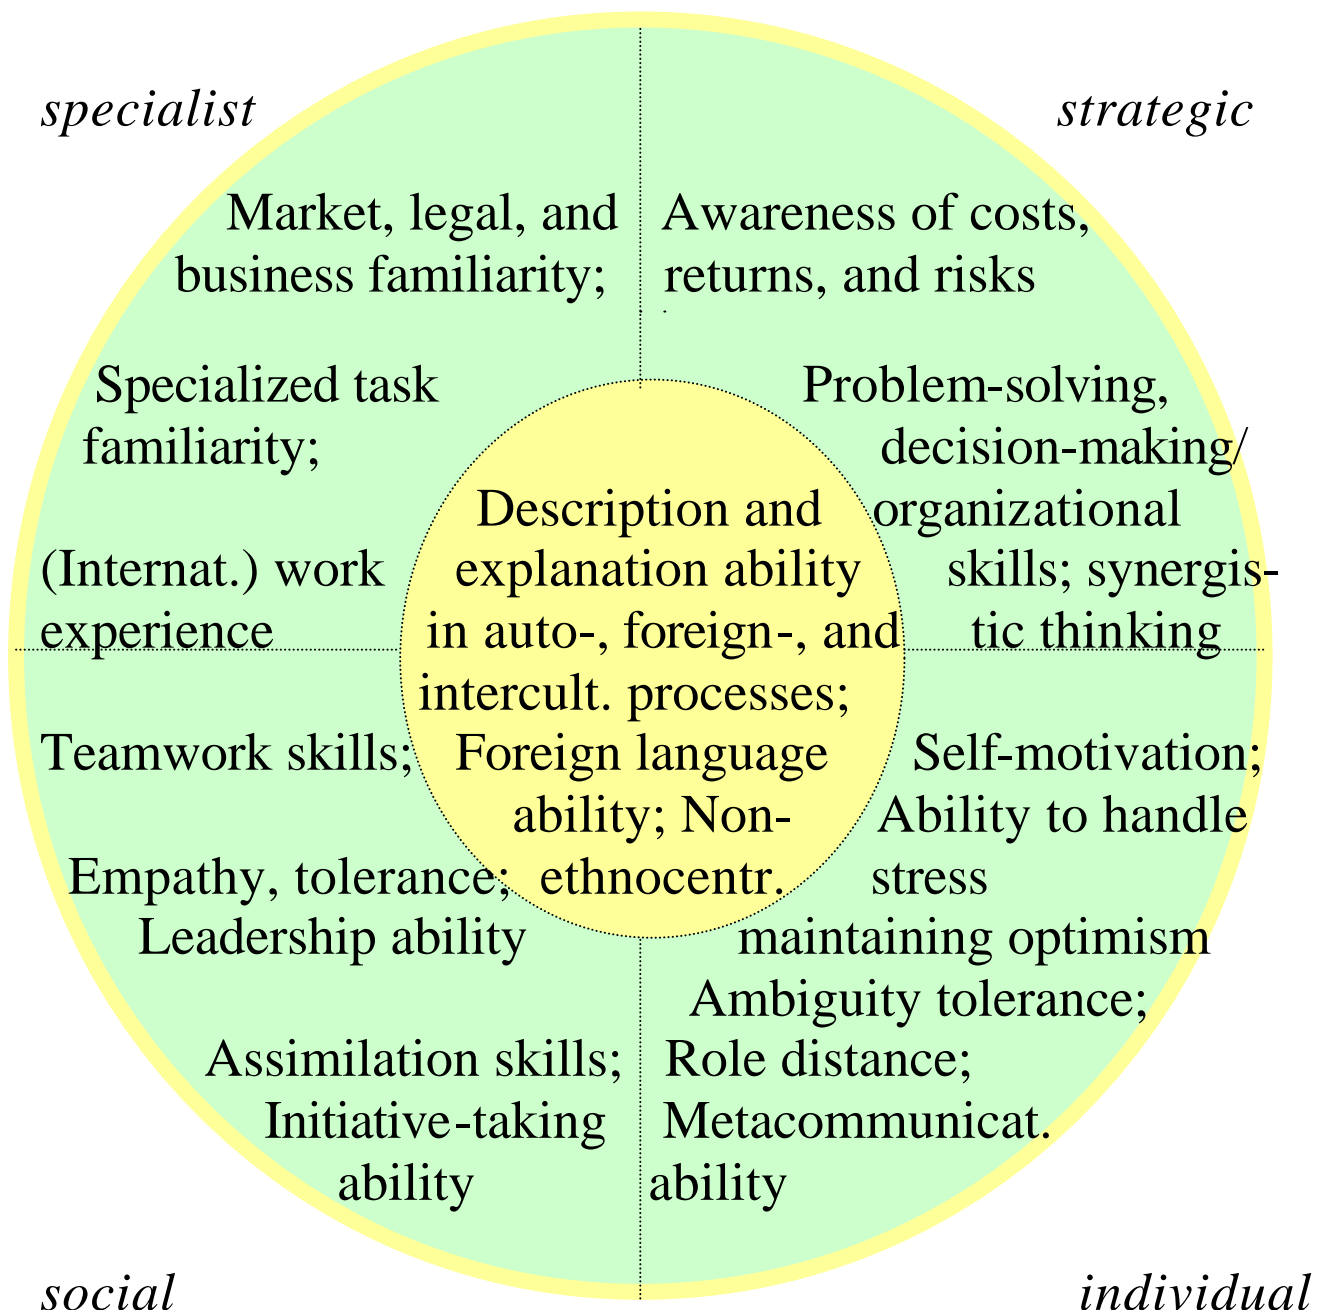 specialist
strategic
Market, legal, and
business familiarity;
Specialized task
familiarity;
(Internat.) work
experience
Awareness of costs,
returns, and risks
Problem-solving,
decision-making/
organizational
skills; synergis-
tic thinking
Description and
explanation ability
in auto-, foreign-, and
intercult. processes;
Foreign language
ability; Non-
ethnocentr.
Teamwork skills;
Empathy, tolerance;
Leadership ability
Assimilation skills;
Initiative-taking
ability
Self-motivation;
Ability to handle
stress
maintaining optimism
Ambiguity tolerance;
Role distance;
Metacommunicat.
ability
social
individual